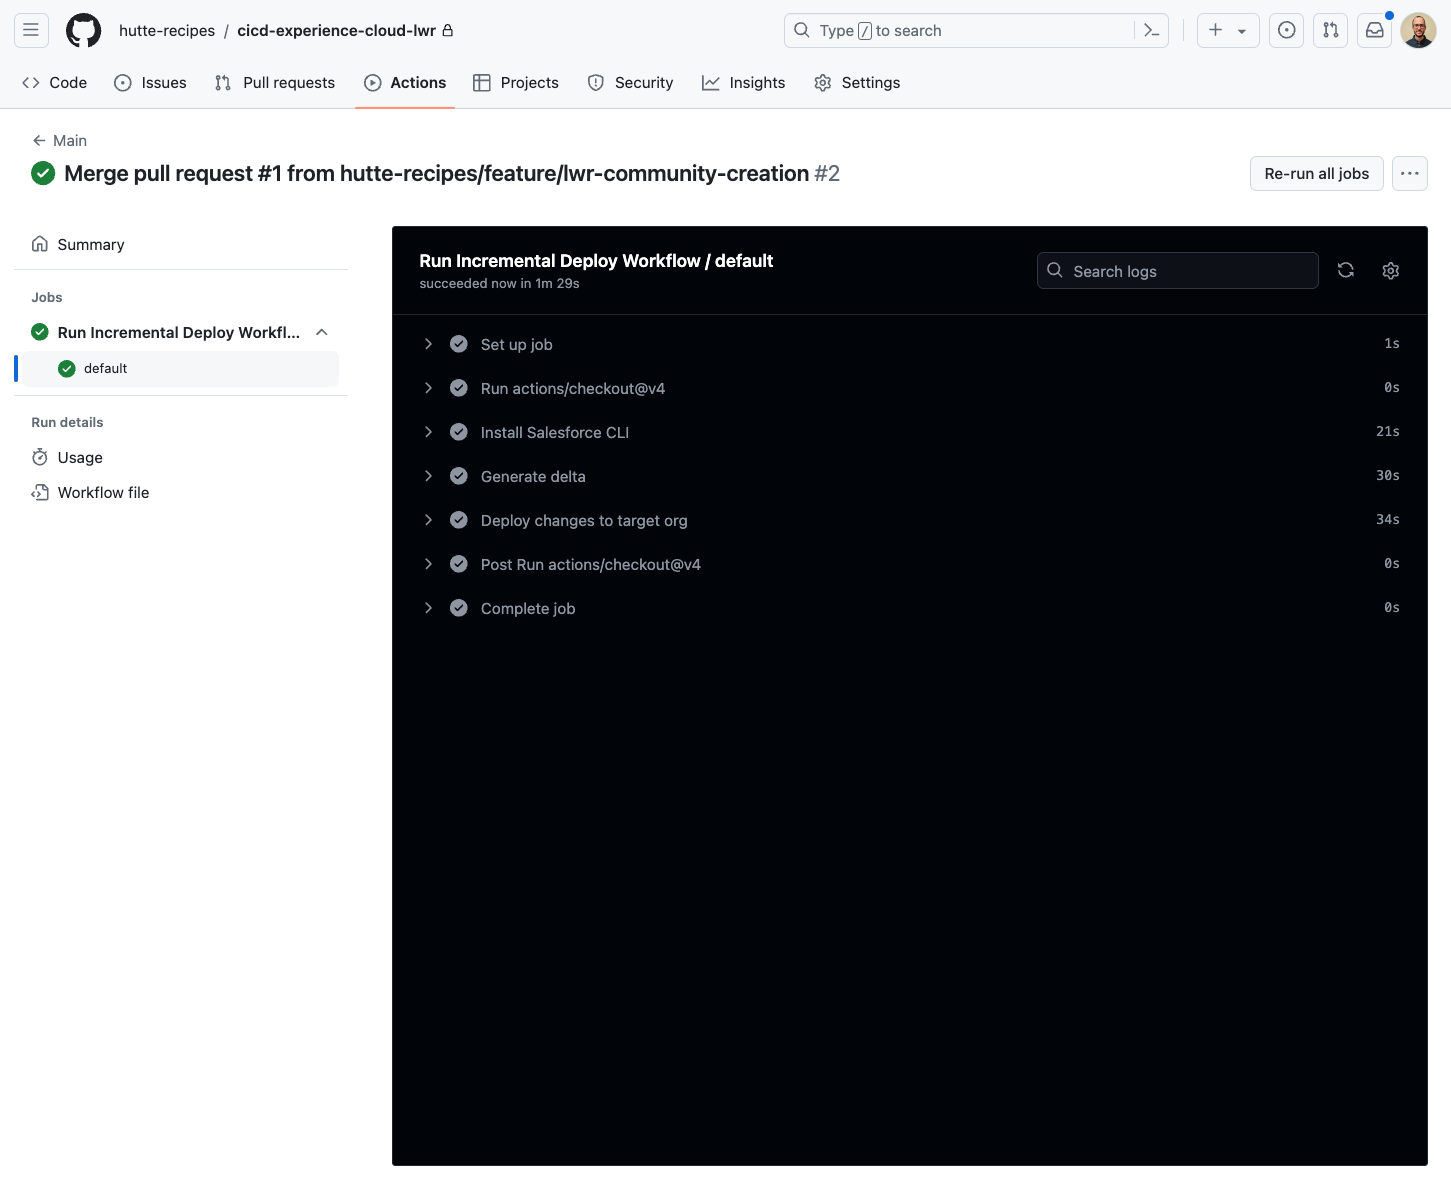 hutte-recipes / cicd-experience-cloud-lwr
Type / to search
Code
Issues
Pull requests
Actions
Projects
Security
Insights
Settings
Main
Merge pull request #1 from hutte-recipes/feature/lwr-community-creation #2
Re-run all jobs
Summary
Jobs
Run Incremental Deploy Workfl...
default
Run details
Usage
Workflow file
Run Incremental Deploy Workflow / default
succeeded now in 1m 29s
Search logs
Set up job 1s
Run actions/checkout@v4 0s
Install Salesforce CLI 21s
Generate delta 30s
Deploy changes to target org 34s
Post Run actions/checkout@v4 0s
Complete job 0s